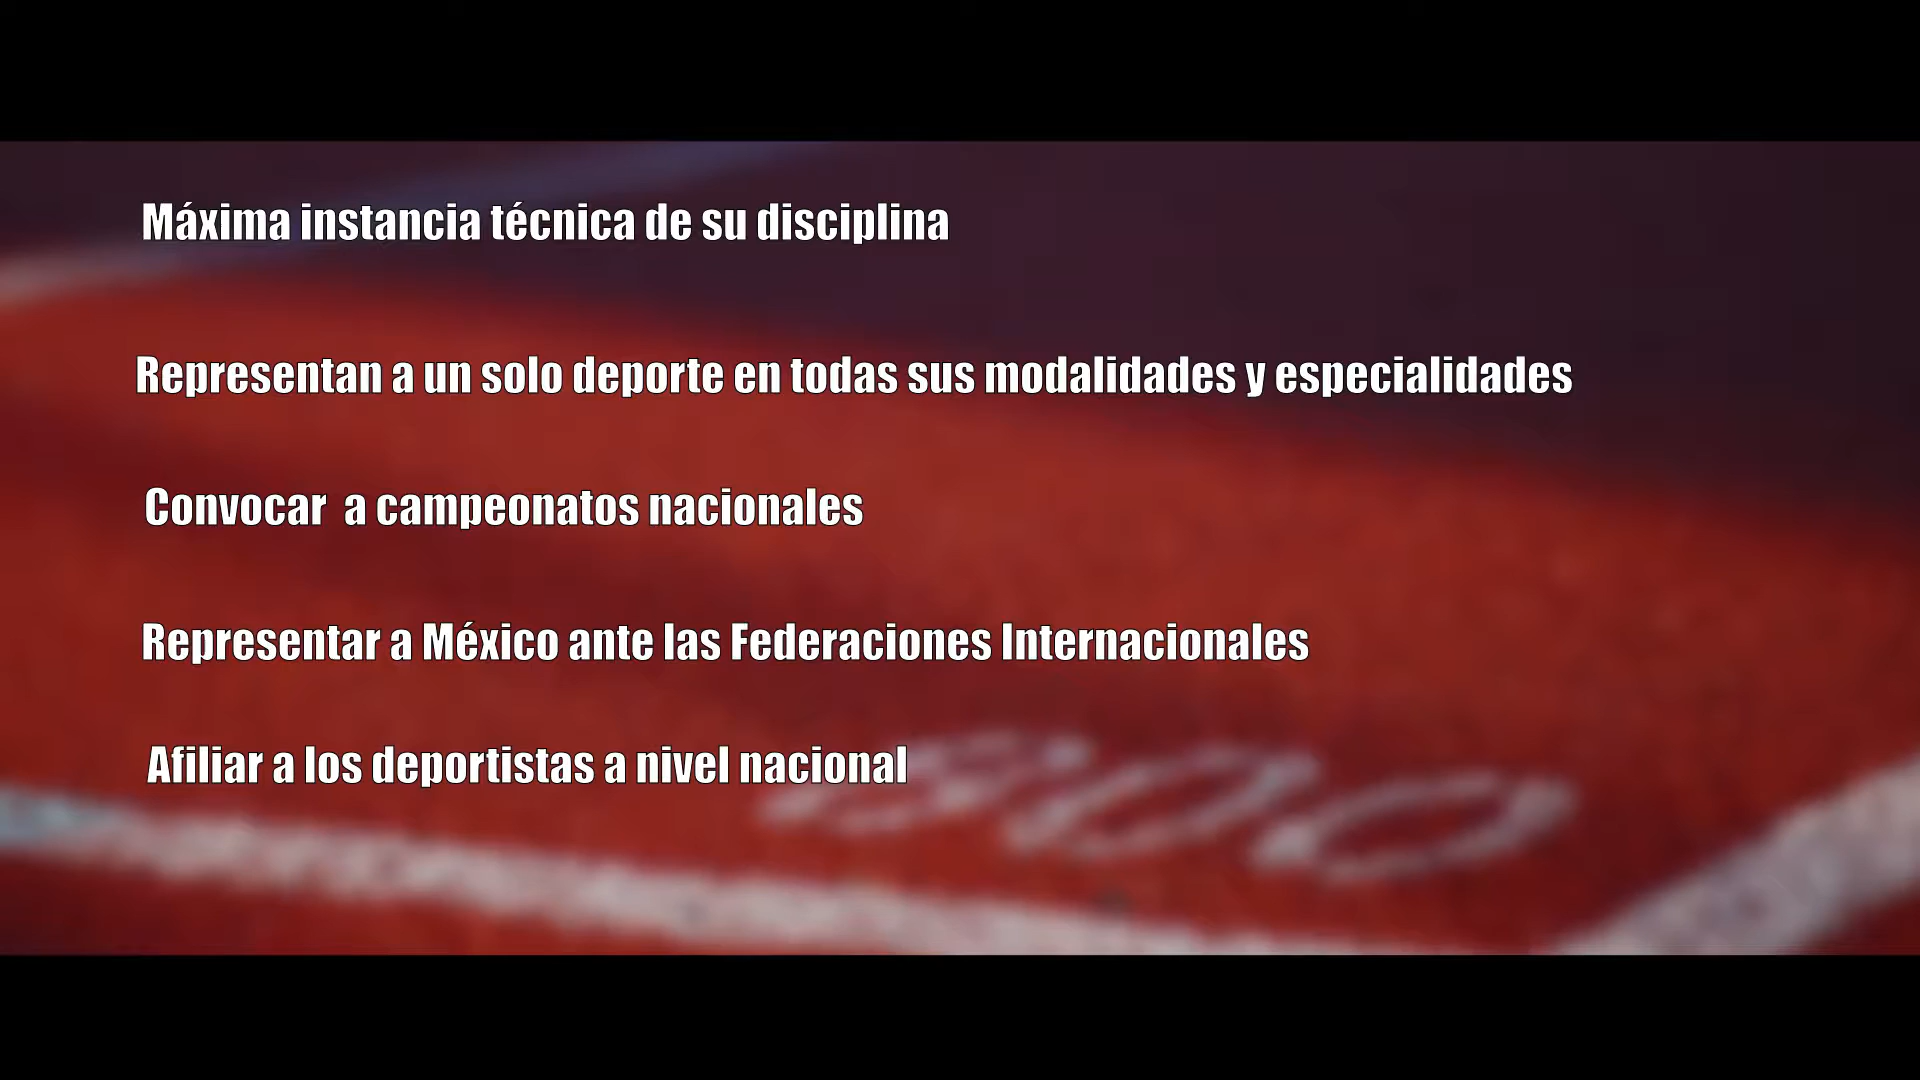 Máxima instancia técnica de su disciplina
Representan a un solo deporte en todas sus modalidades y especialidades
Convocar  a campeonatos nacionales
Representar a México ante las Federaciones Internacionales
Afiliar a los deportistas a nivel nacional